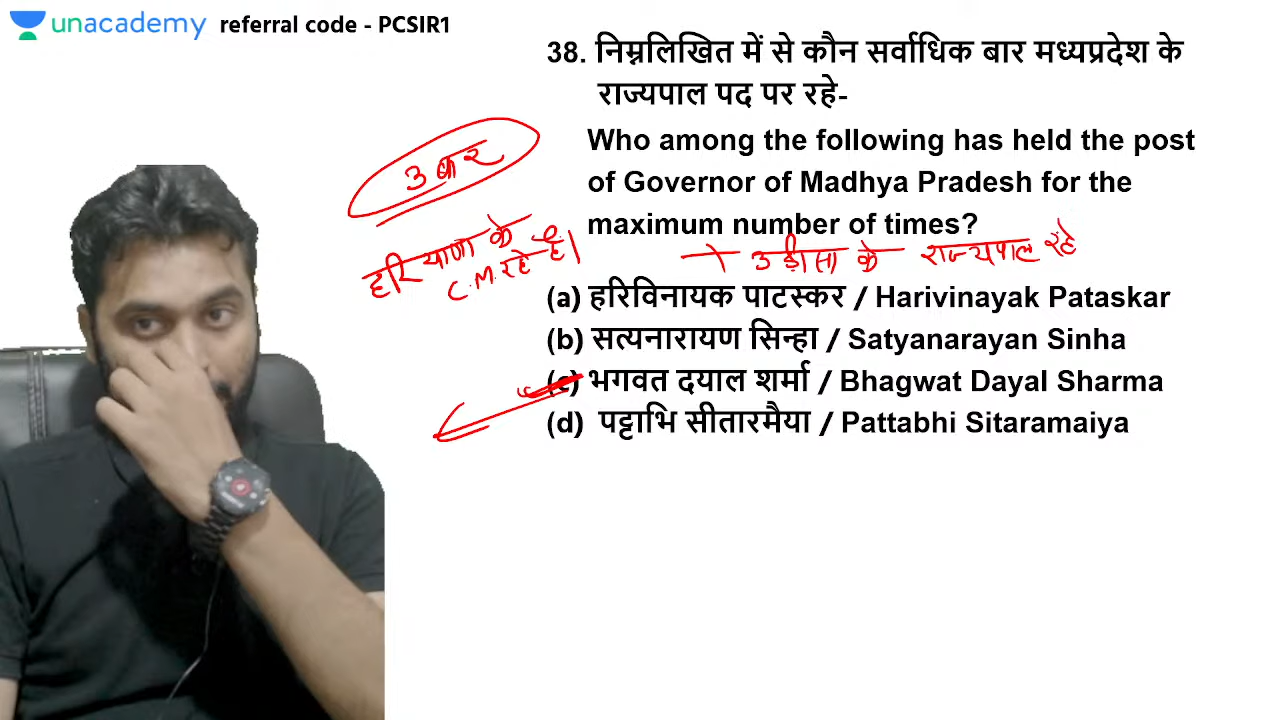 unacademy referral code - PCSIR1
38. निम्नलिखित में से कौन सर्वाधिक बार मध्यप्रदेश के
राज्यपाल पद पर रहे-
Who among the following has held the post
of Governor of Madhya Pradesh for the
maximum number of times?
3 बार
हरियाणा के
C.M. रहे है।
उड़ीसा के राज्यपाल रहे
(a) हरिविनायक पाटस्कर / Harivinayak Pataskar
(b) सत्यनारायण सिन्हा / Satyanarayan Sinha
(c) भगवत दयाल शर्मा / Bhagwat Dayal Sharma
(d) पट्टाभि सीतारमैया / Pattabhi Sitaramaiya